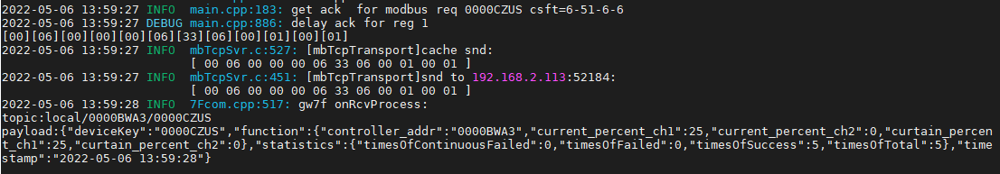 2022-05-06 13:59:27 INFO  main.cpp:183: get ack  for modbus req 0000CZUS csft=6-51-6-6
2022-05-06 13:59:27 DEBUG main.cpp:886: delay ack for reg 1
[00][06][00][00][00][06][33][06][00][01][00][01]
2022-05-06 13:59:27 INFO  mbTcpSvr.c:527: [mbTcpTransport]cache snd:
[ 00 06 00 00 00 06 33 06 00 01 00 01 ]
2022-05-06 13:59:27 INFO  mbTcpSvr.c:451: [mbTcpTransport]snd to 192.168.2.113:52184:
[ 00 06 00 00 00 06 33 06 00 01 00 01 ]
2022-05-06 13:59:28 INFO  7Fcom.cpp:517: gw7f onRcvProcess:
topic:local/0000BWA3/0000CZUS
payload:{"deviceKey":"0000CZUS","function":{"controller_addr":"0000BWA3","current_percent_ch1":25,"current_percent_ch2":0,"curtain_percen
t_ch1":25,"curtain_percent_ch2":0},"statistics":{"timesOfContinuousFailed":0,"timesOfFailed":0,"timesOfSuccess":5,"timesOfTotal":5},"time
stamp":"2022-05-06 13:59:28"}